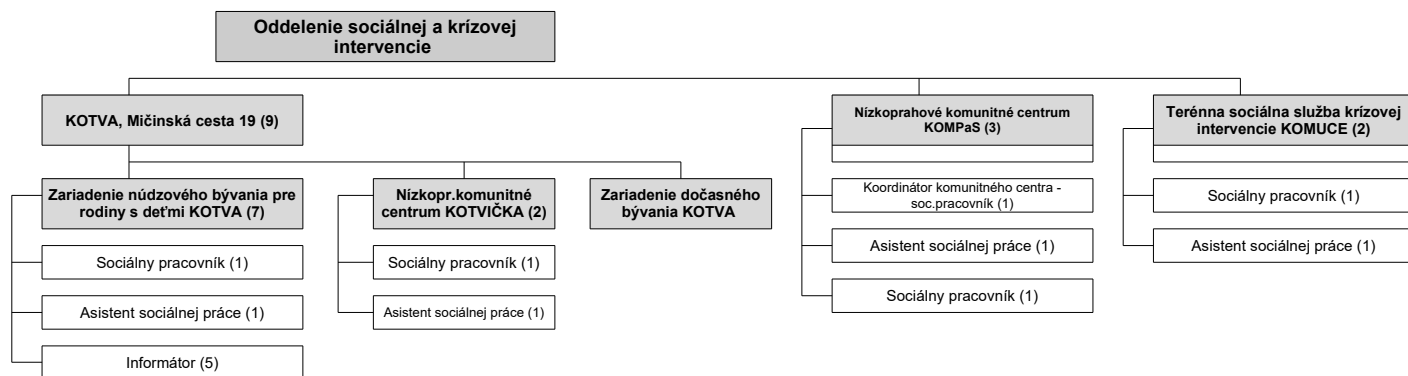 Oddelenie sociálnej a krízovej
intervencie
KOTVA, Mičinská cesta 19 (9)
Nízkoprahové komunitné centrum
KOMPaS (3)
Terénna sociálna služba krízovej
intervencie KOMUCE (2)
Zariadenie núdzového bývania pre
rodiny s deťmi KOTVA (7)
Nízkopr.komunitné
centrum KOTVIČKA (2)
Zariadenie dočasného
bývania KOTVA
Koordinátor komunitného centra -
soc.pracovník (1)
Sociálny pracovník (1)
Sociálny pracovník (1)
Sociálny pracovník (1)
Asistent sociálnej práce (1)
Asistent sociálnej práce (1)
Asistent sociálnej práce (1)
Asistent sociálnej práce (1)
Sociálny pracovník (1)
Informátor (5)